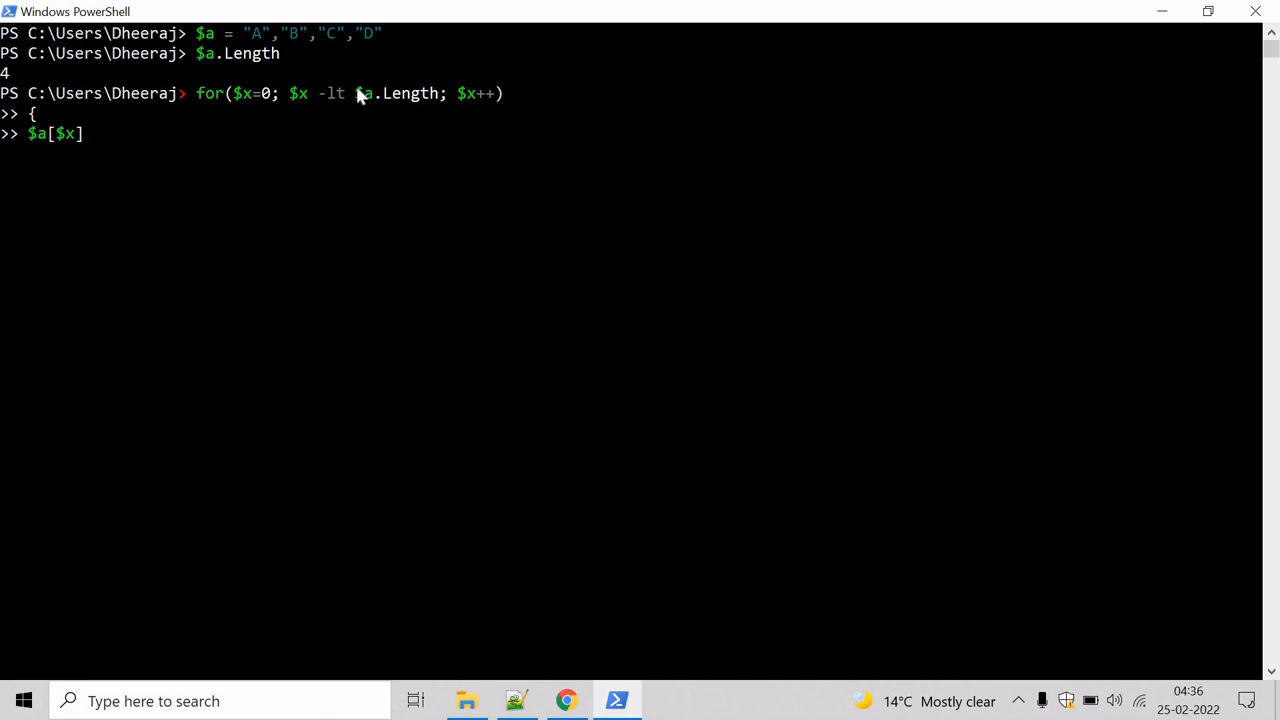 Windows PowerShell
PS C:\Users\Dheeraj> $a = "A","B","C","D"
PS C:\Users\Dheeraj> $a.Length
4
PS C:\Users\Dheeraj> for($x=0; $x -lt $a.Length; $x++)
>> {
>> $a[$x]
Type here to search
14°C Mostly clear
04:36
25-02-2022